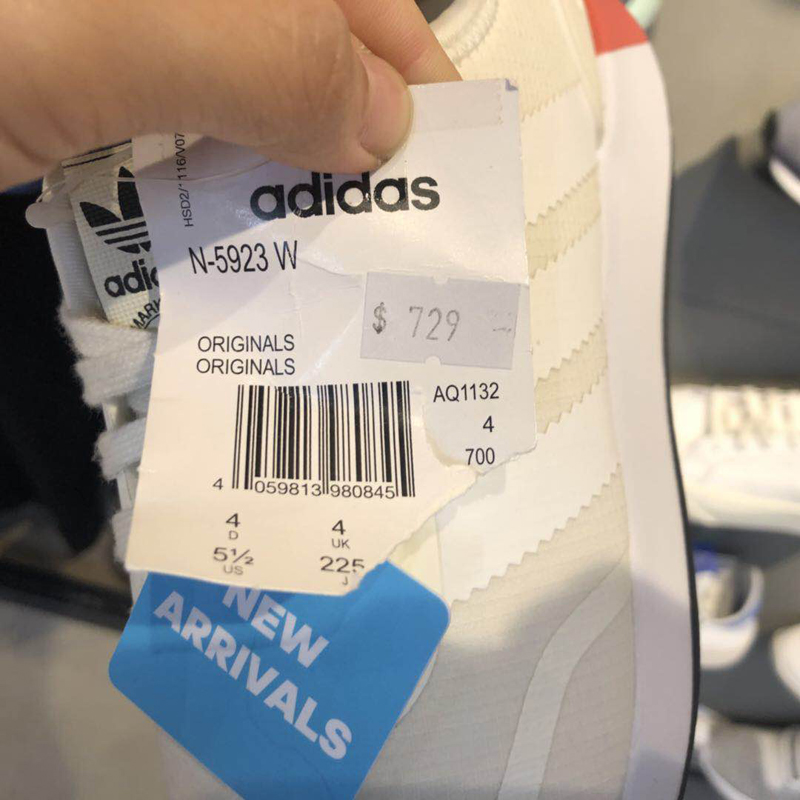 HSD2/
116/V07
adidas
N-5923 W
$ 729
ORIGINALS
ORIGINALS
AQ1132
4
700
4 059813 980845
4
D
4
UK
5½
US
225
J
NEW
ARRIVALS